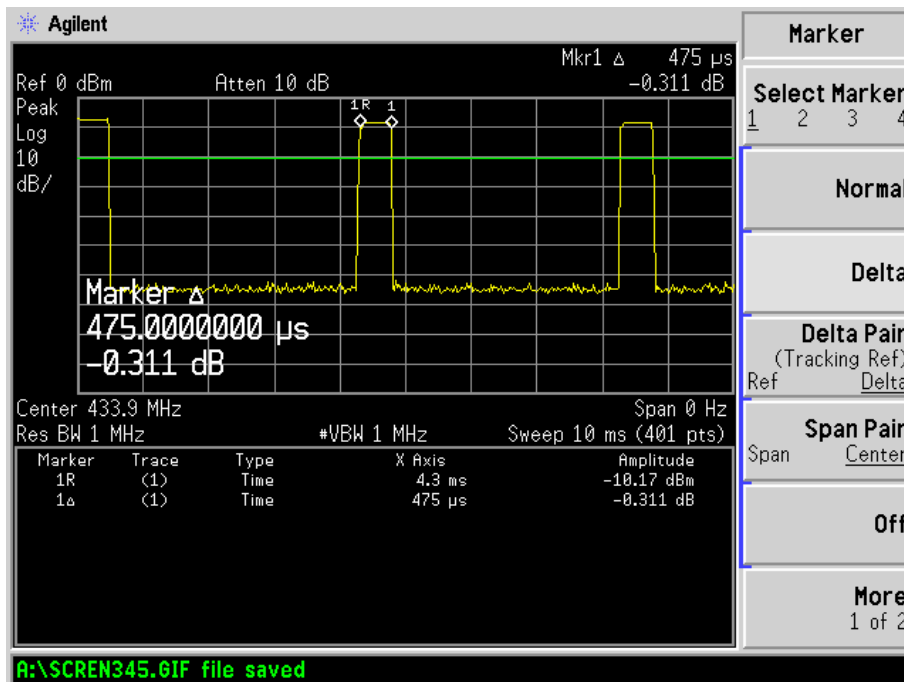 Agilent
Mkr1 Δ 475 µs
Ref 0 dBm Atten 10 dB -0.311 dB
Peak
Log
10
dB/
1R 1
Marker Δ
475.0000000 µs
-0.311 dB
Center 433.9 MHz Span 0 Hz
Res BW 1 MHz #VBW 1 MHz Sweep 10 ms (401 pts)
Marker Trace Type X Axis Amplitude
1R (1) Time 4.3 ms -10.17 dBm
1Δ (1) Time 475 µs -0.311 dB
A:\SCREN345.GIF file saved
Marker
Select Marker
1 2 3 4
Normal
Delta
Delta Pair
(Tracking Ref)
Ref Delta
Span Pair
Span Center
Off
More
1 of 2